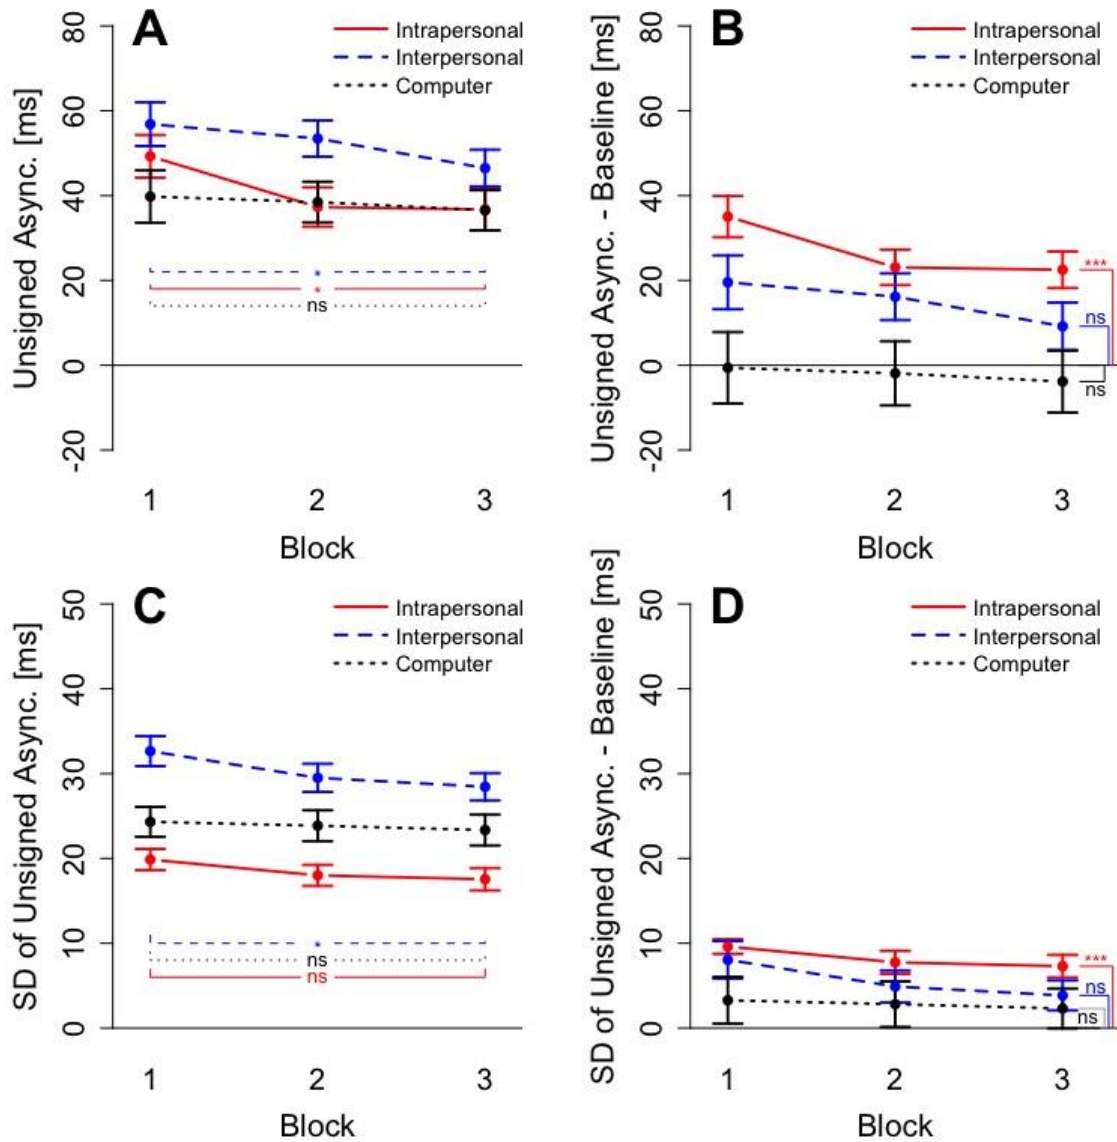 A
Unsigned Async. [ms]
80
60
40
20
0
-20
Intrapersonal
Interpersonal
Computer
*
*
ns
1 2 3
Block
B
Unsigned Async. - Baseline [ms]
80
60
40
20
0
-20
Intrapersonal
Interpersonal
Computer
***
ns
ns
1 2 3
Block
C
SD of Unsigned Async. [ms]
50
40
30
20
10
0
Intrapersonal
Interpersonal
Computer
*
ns
ns
1 2 3
Block
D
SD of Unsigned Async. - Baseline [ms]
50
40
30
20
10
0
Intrapersonal
Interpersonal
Computer
***
ns
ns
1 2 3
Block